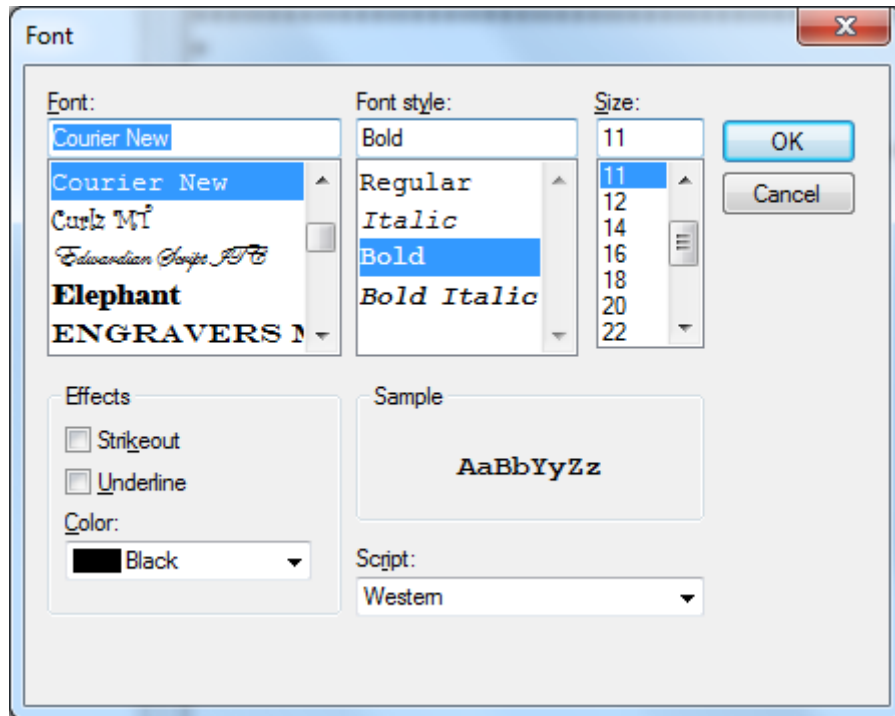 Font
Font:
Font style:
Size:
Courier New
Bold
11
OK
Courier New
Curlz MT
Edwardian Script ITC
Elephant
ENGRAVERS M
Regular
Italic
Bold
Bold Italic
11
12
14
16
18
20
22
Cancel
Effects
Strikeout
Underline
Color:
Black
Sample
AaBbYyZz
Script:
Western